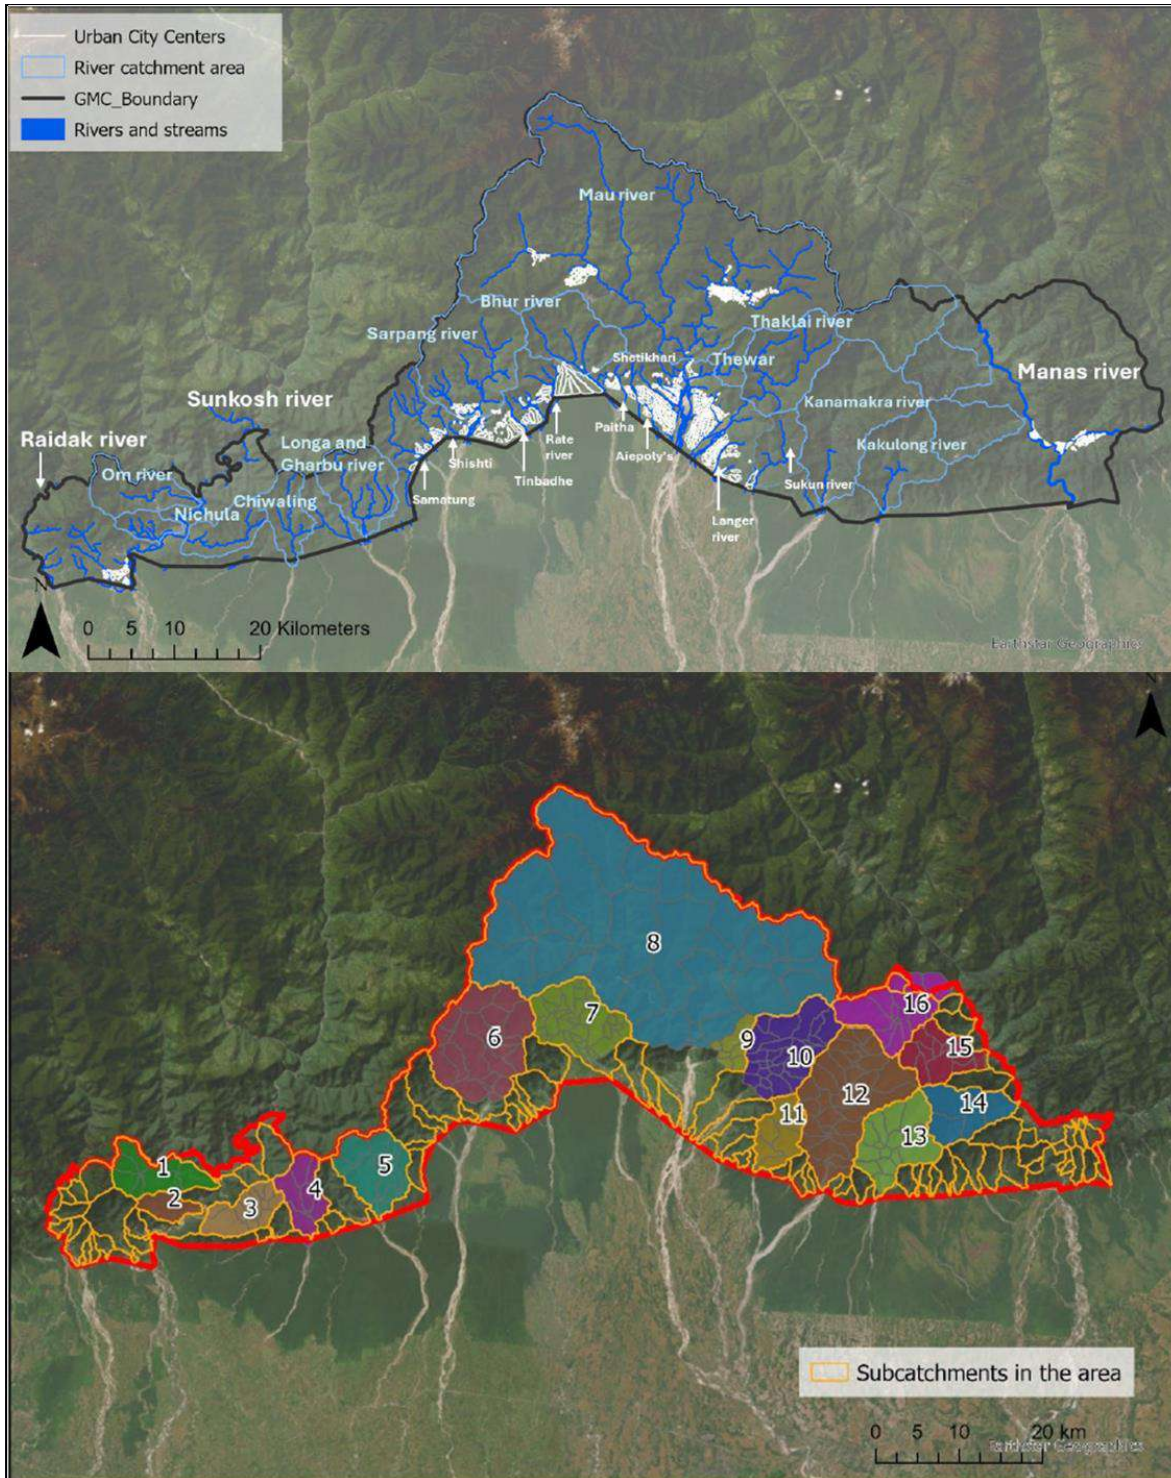 Urban City Centers
River catchment area
GMC_Boundary
Rivers and streams
Mau river
Bhur river
Sarpang river
Thaklai river
Shetikhari
Thewar
Manas river
Sunkosh river
Kanamakra river
Raidak river
Longa and
Gharbu river
Kakulong river
Om river
Chiwaling
Nichula
Samatung
Shishti
Tinbadhe
Rate
river
Paitha
Aiepoly's
Sukun river
Langer
river
N
0 5 10 20 Kilometers
Earthstar Geographics
N
8
7
6
9
10
16
15
12
11
14
13
1
2
3
4
5
Subcatchments in the area
0 5 10 20 km
Earthstar Geographics